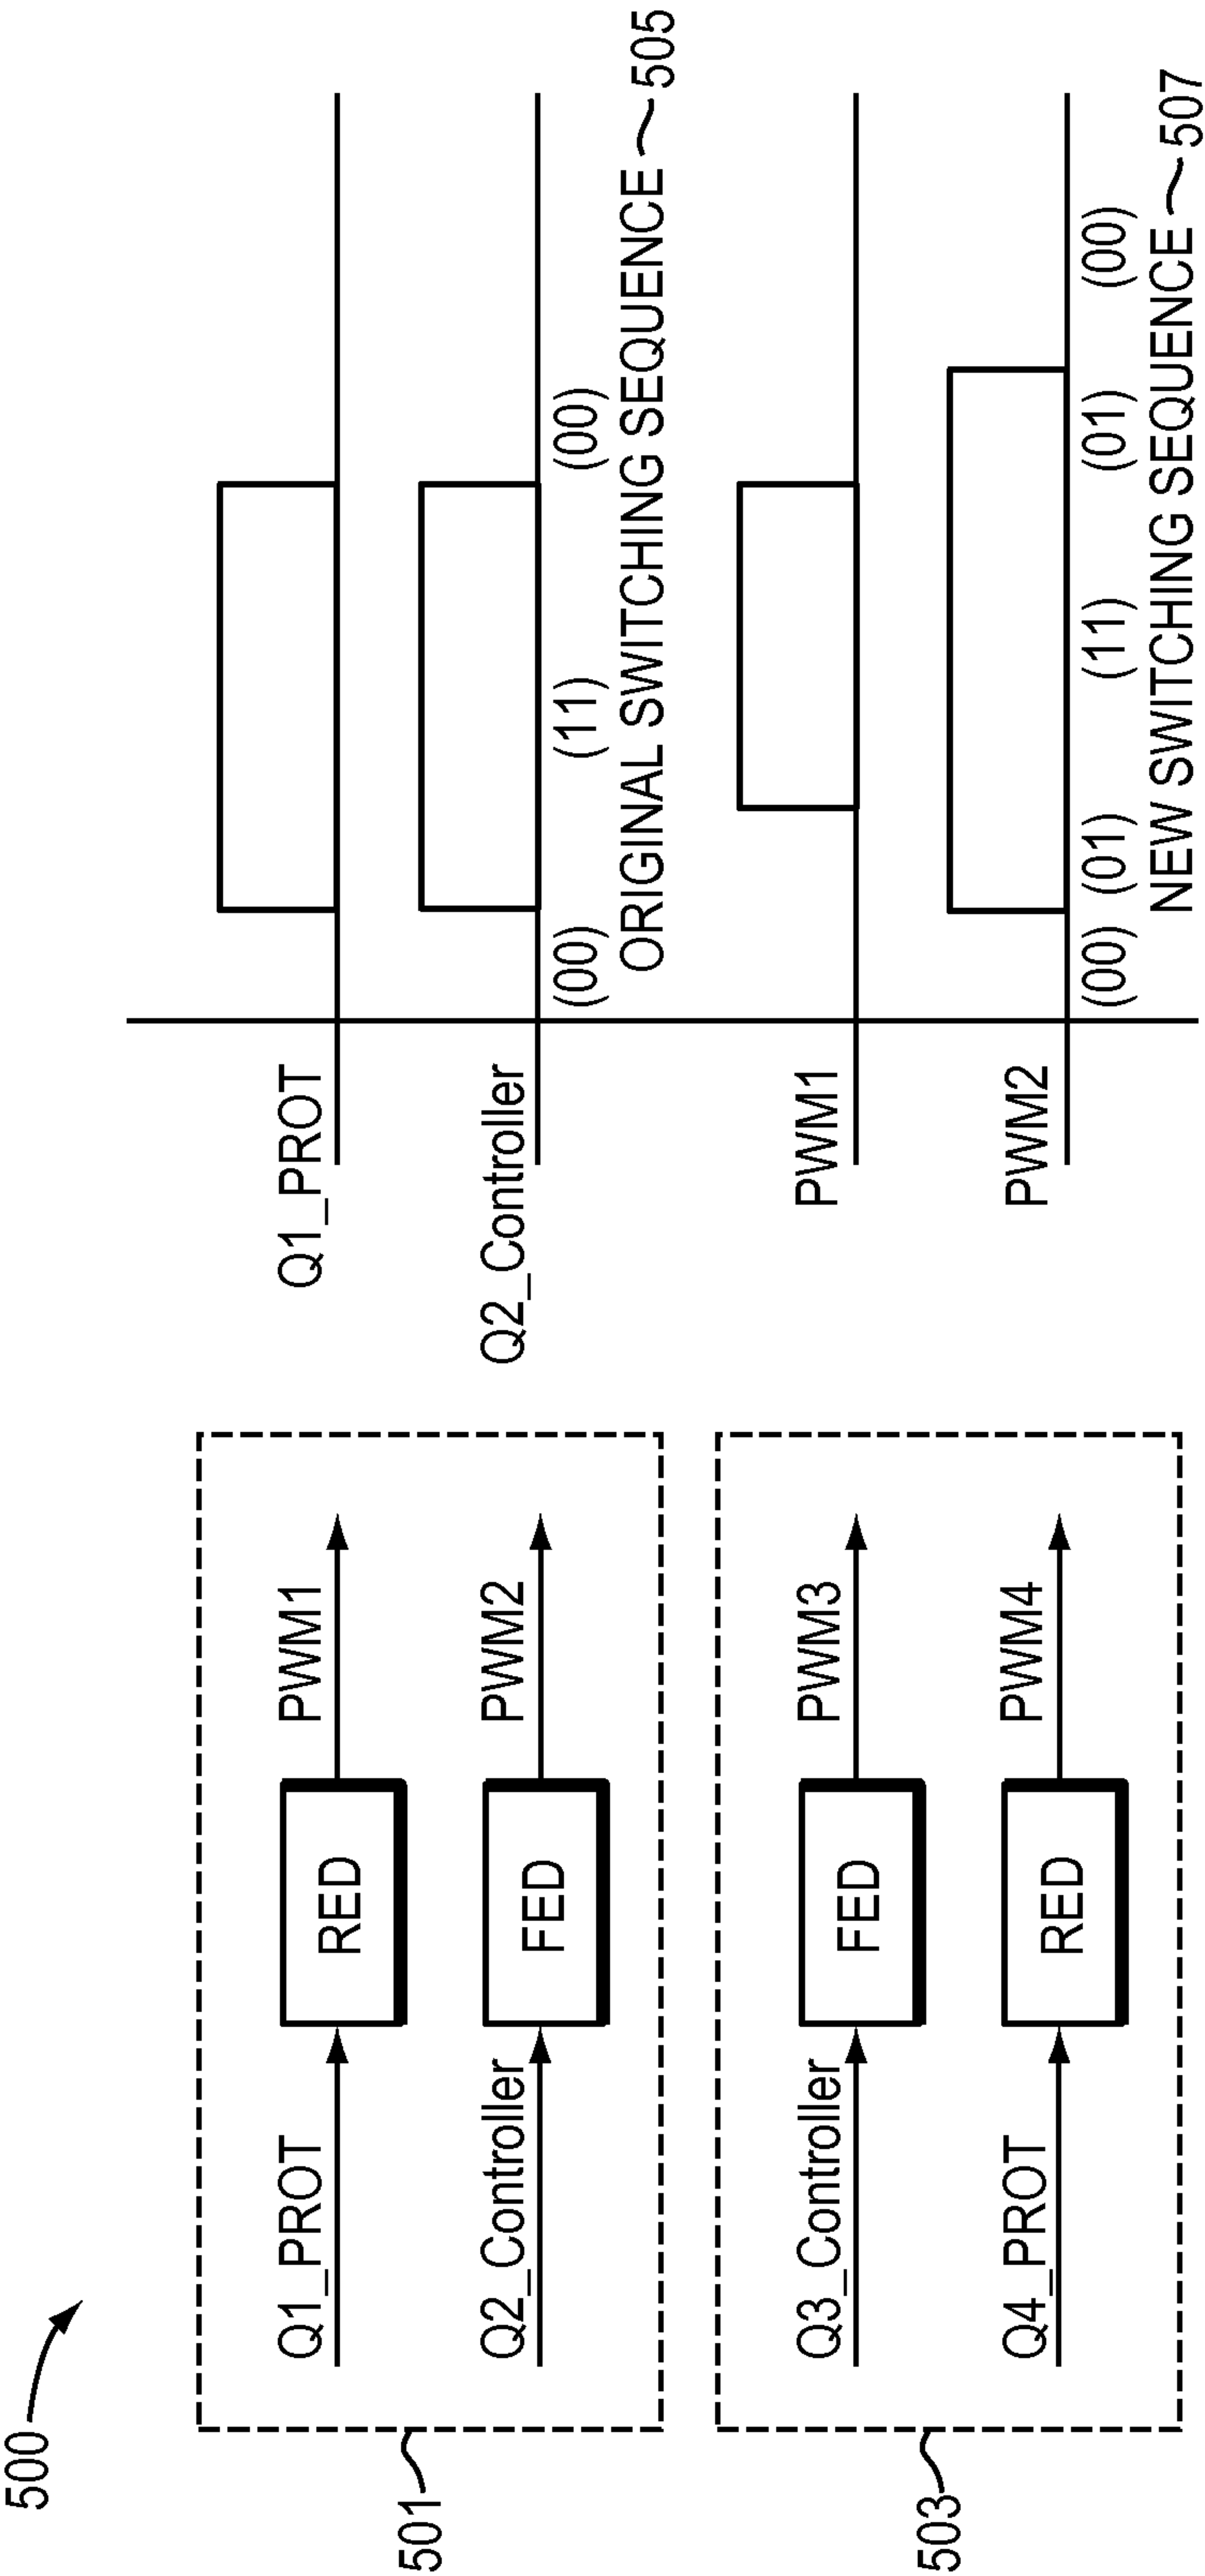 500
501
Q1_PROT
RED
PWM1
Q2_Controller
FED
PWM2
503
Q3_Controller
FED
PWM3
Q4_PROT
RED
PWM4
Q1_PROT
Q2_Controller
(00) (11) (00)
ORIGINAL SWITCHING SEQUENCE 505
PWM1
PWM2
(00) (01) (11) (01) (00)
NEW SWITCHING SEQUENCE 507